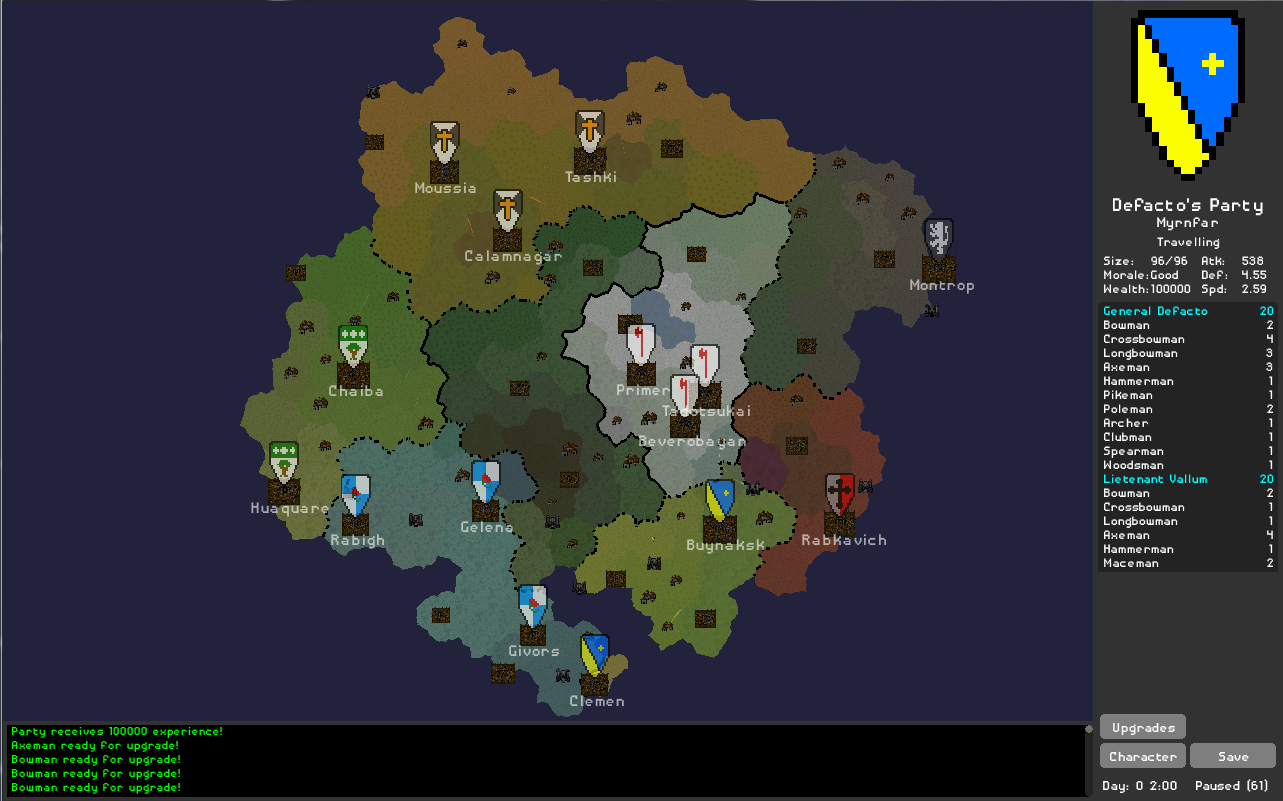 Moussia
Tashki
Calamnagar
Montrop
Chaiba
Primer
Tadotsukai
Beverobayan
Huaquare
Rabigh
Gelena
Buynaksk
Rabkavich
Givors
Clemen
Party receives 100000 experience!
Axeman ready for upgrade!
Bowman ready for upgrade!
Bowman ready for upgrade!
Bowman ready for upgrade!
Defacto's Party
Myrnfar
Travelling
Size: 96/96 Atk: 538
Morale:Good Def: 4.55
Wealth:100000 Spd: 2.59
General Defacto 20
Bowman 2
Crossbowman 4
Longbowman 3
Axeman 3
Hammerman 1
Pikeman 1
Poleman 2
Archer 1
Clubman 1
Spearman 1
Woodsman 1
Lietenant Vallum 20
Bowman 2
Crossbowman 1
Longbowman 1
Axeman 4
Hammerman 1
Maceman 2
Upgrades
Character Save
Day: 0 2:00 Paused (61)